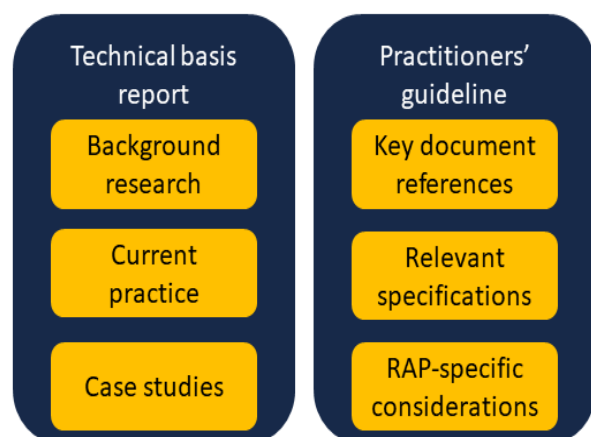 Technical basis
report
Background
research
Current
practice
Case studies
Practitioners’
guideline
Key document
references
Relevant
specifications
RAP-specific
considerations